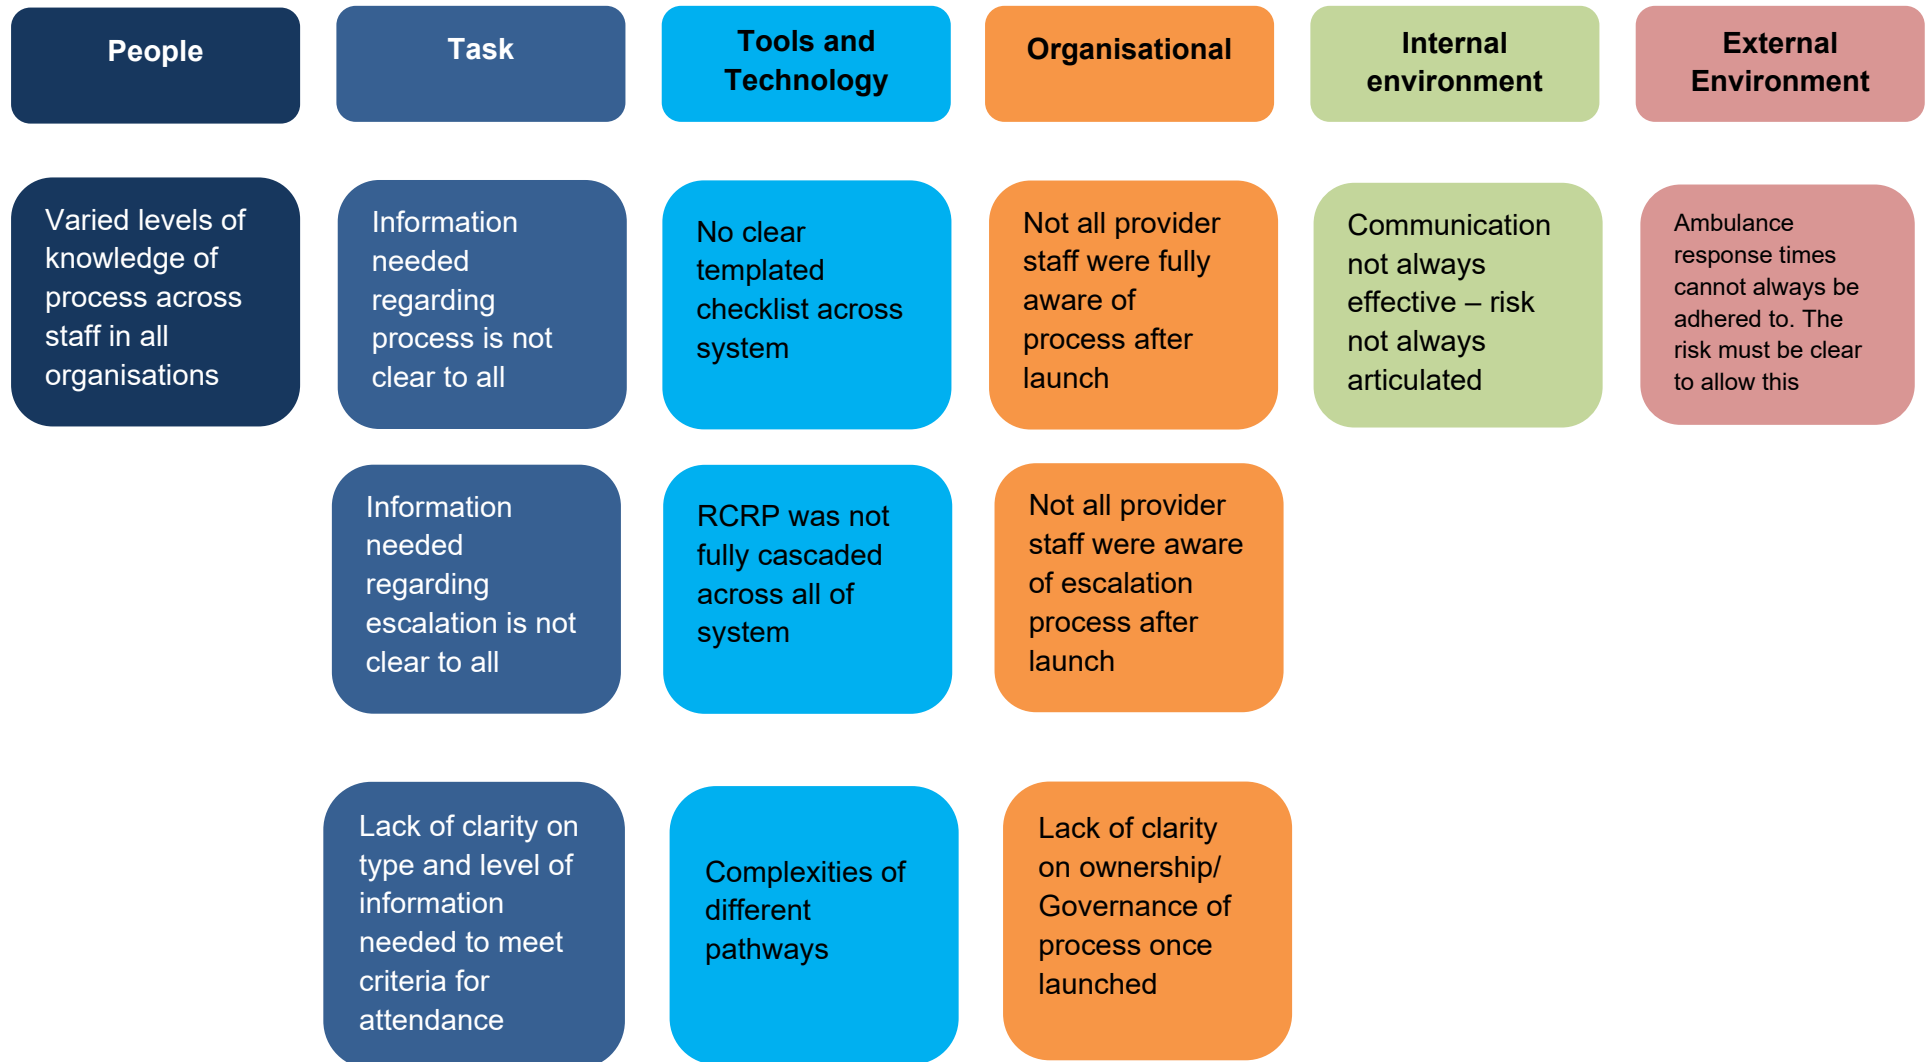 People
Task
Tools and
Technology
Organisational
Internal
environment
External
Environment
Varied levels of
knowledge of
process across
staff in all
organisations
Information
needed
regarding
process is not
clear to all
No clear
templated
checklist across
system
Not all provider
staff were fully
aware of
process after
launch
Communication
not always
effective – risk
not always
articulated
Ambulance
response times
cannot always be
adhered to. The
risk must be clear
to allow this
Information
needed
regarding
escalation is not
clear to all
RCRP was not
fully cascaded
across all of
system
Not all provider
staff were aware
of escalation
process after
launch
Lack of clarity on
type and level of
information
needed to meet
criteria for
attendance
Complexities of
different
pathways
Lack of clarity
on ownership/
Governance of
process once
launched